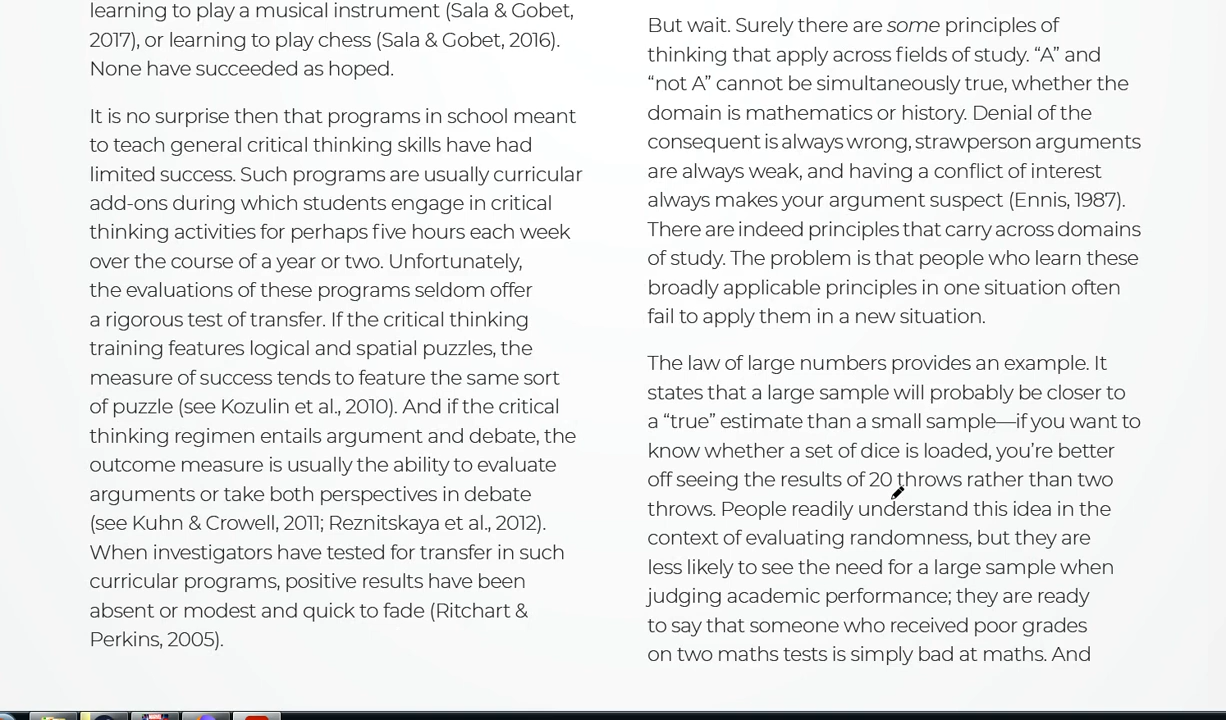 learning to play a musical instrument (Sala & Gobet,
2017), or learning to play chess (Sala & Gobet, 2016).
None have succeeded as hoped.
It is no surprise then that programs in school meant
to teach general critical thinking skills have had
limited success. Such programs are usually curricular
add-ons during which students engage in critical
thinking activities for perhaps five hours each week
over the course of a year or two. Unfortunately,
the evaluations of these programs seldom offer
a rigorous test of transfer. If the critical thinking
training features logical and spatial puzzles, the
measure of success tends to feature the same sort
of puzzle (see Kozulin et al., 2010). And if the critical
thinking regimen entails argument and debate, the
outcome measure is usually the ability to evaluate
arguments or take both perspectives in debate
(see Kuhn & Crowell, 2011; Reznitskaya et al., 2012).
When investigators have tested for transfer in such
curricular programs, positive results have been
absent or modest and quick to fade (Ritchart &
Perkins, 2005).
But wait. Surely there are some principles of
thinking that apply across fields of study. “A” and
“not A” cannot be simultaneously true, whether the
domain is mathematics or history. Denial of the
consequent is always wrong, strawperson arguments
are always weak, and having a conflict of interest
always makes your argument suspect (Ennis, 1987).
There are indeed principles that carry across domains
of study. The problem is that people who learn these
broadly applicable principles in one situation often
fail to apply them in a new situation.
The law of large numbers provides an example. It
states that a large sample will probably be closer to
a “true” estimate than a small sample—if you want to
know whether a set of dice is loaded, you’re better
off seeing the results of 20 throws rather than two
throws. People readily understand this idea in the
context of evaluating randomness, but they are
less likely to see the need for a large sample when
judging academic performance; they are ready
to say that someone who received poor grades
on two maths tests is simply bad at maths. And